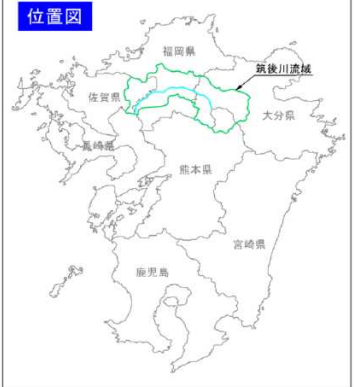 位置図
福岡県
筑後川流域
佐賀県
大分県
長崎県
熊本県
宮崎県
鹿児島